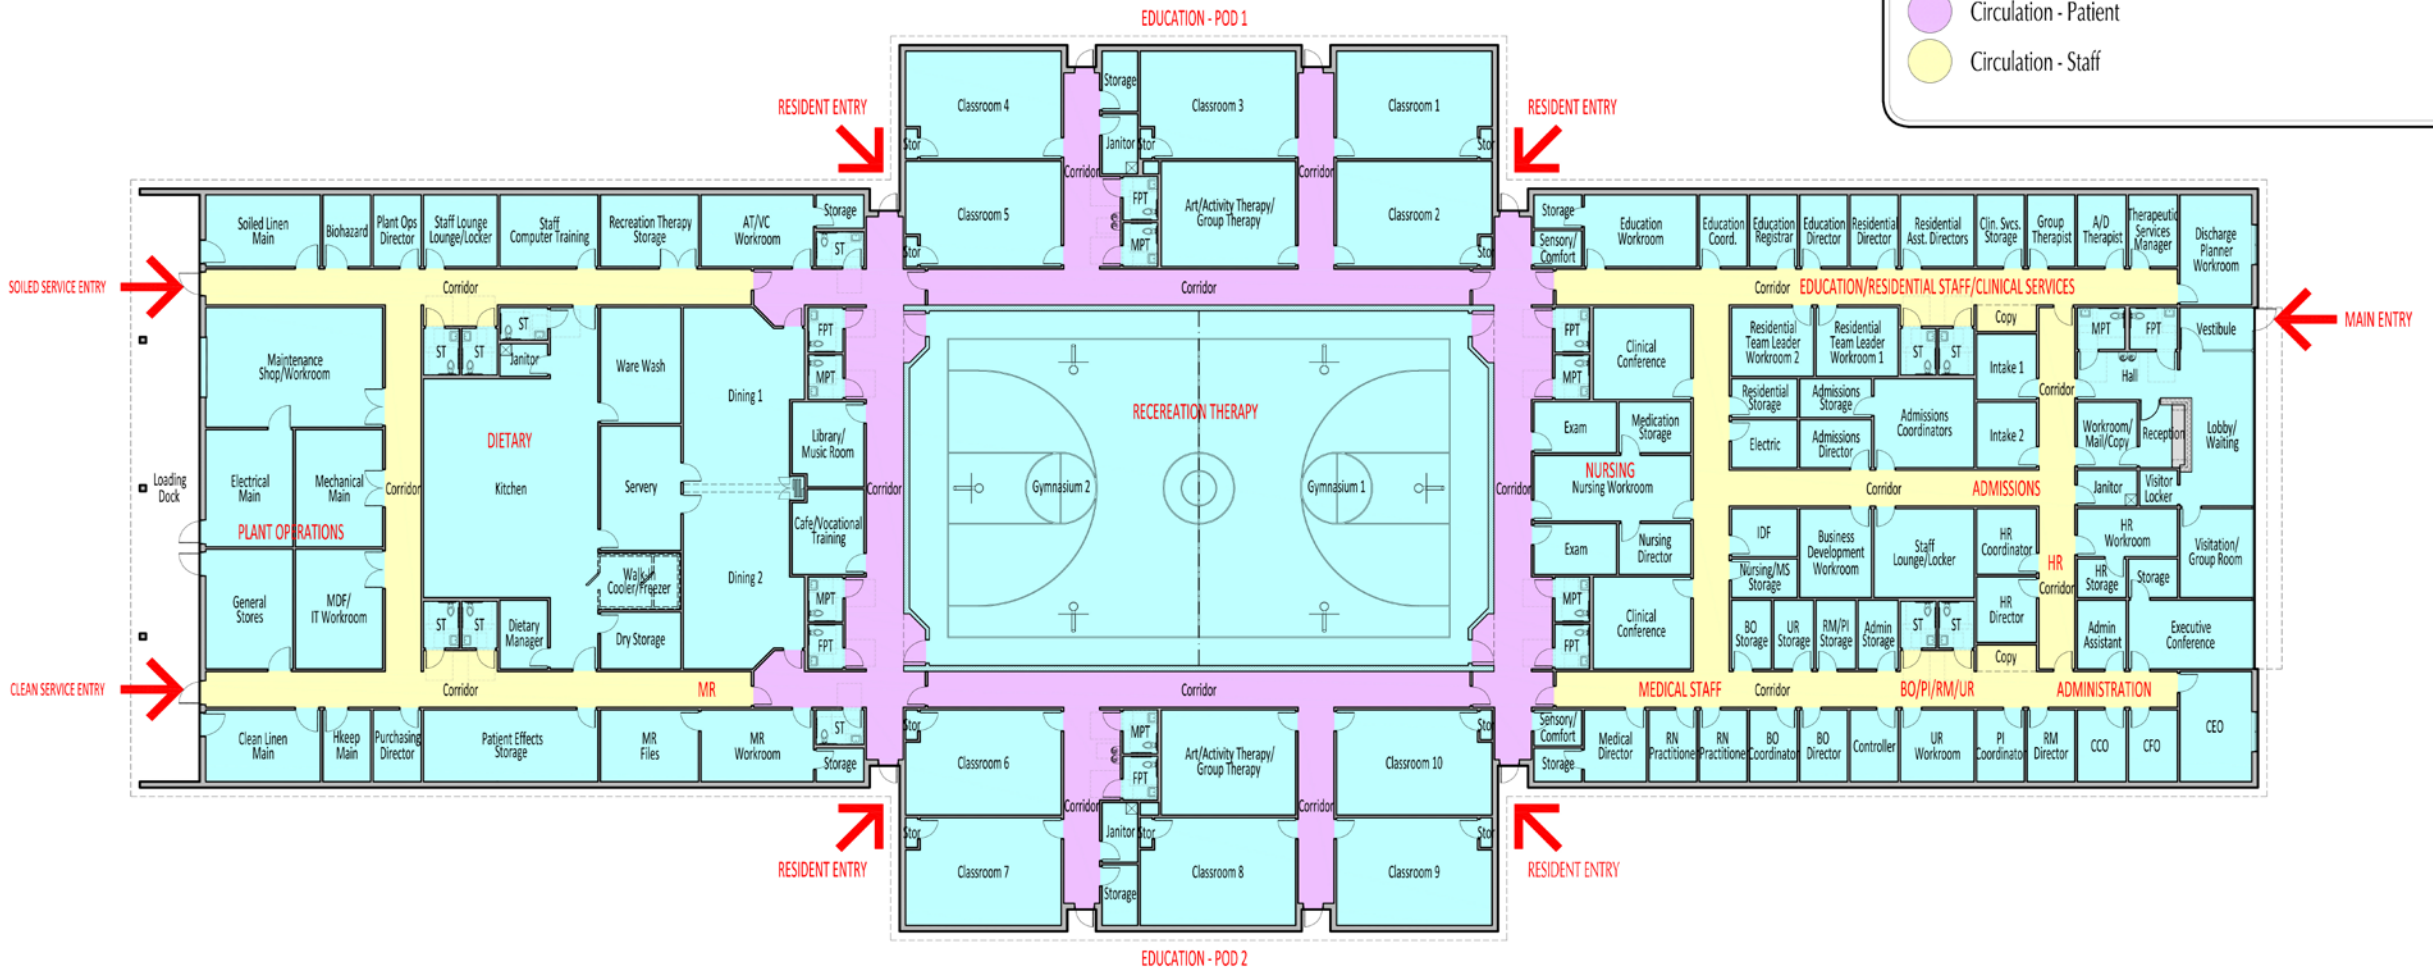 EDUCATION - POD 1
Circulation - Patient
Circulation - Staff
RESIDENT ENTRY
RESIDENT ENTRY
Classroom 4
Storage
Classroom 3
Classroom 1
Stor
Janitor
Stor
Stor
Corridor
Corridor
Classroom 5
FPT
Art/Activity Therapy/
Group Therapy
Classroom 2
MPT
Stor
Stor
Soiled Linen
Main
Biohazard
Plant Ops
Director
Staff Lounge
Lounge/Locker
Staff
Computer Training
Recreation Therapy
Storage
AT/VC
Workroom
Storage
ST
Storage
Sensory/
Comfort
Education
Workroom
Education
Coord.
Education
Registrar
Education
Director
Residential
Director
Residential
Asst. Directors
Clin. Svcs.
Storage
Group
Therapist
A/D
Therapist
Therapeutic
Services
Manager
Discharge
Planner
Workroom
SOILED SERVICE ENTRY
Corridor
Corridor
Corridor
EDUCATION/RESIDENTIAL STAFF/CLINICAL SERVICES
MAIN ENTRY
Maintenance
Shop/Workroom
ST
ST
ST
Janitor
Ware Wash
Dining 1
FPT
MPT
FPT
MPT
Clinical
Conference
Residential
Team Leader
Workroom 2
Residential
Team Leader
Workroom 1
ST
ST
Copy
Intake 1
MPT
FPT
Vestibule
Hall
Corridor
Residential
Storage
Admissions
Storage
Admissions
Coordinators
Electric
Admissions
Director
Intake 2
Workroom/
Mail/Copy
Reception
Lobby/
Waiting
RECEREATION THERAPY
DIETARY
Library/
Music Room
Exam
Medication
Storage
Loading
Dock
Electrical
Main
Mechanical
Main
Corridor
Kitchen
Servery
Corridor
Gymnasium 2
Gymnasium 1
Corridor
NURSING
Nursing Workroom
Corridor
ADMISSIONS
Janitor
Visitor
Locker
PLANT OPERATIONS
Cafe/Vocational
Training
Exam
Nursing
Director
IDF
Business
Development
Workroom
Staff
Lounge/Locker
HR
Coordinator
HR
HR
Workroom
Visitation/
Group Room
General
Stores
MDF/
IT Workroom
Walk-In
Cooler/Freezer
Dining 2
MPT
FPT
MPT
FPT
Nursing/MS
Storage
Corridor
HR
Storage
Storage
ST
ST
Dietary
Manager
Dry Storage
Clinical
Conference
BO
Storage
UR
Storage
RM/PI
Storage
Admin
Storage
ST
ST
HR
Director
Copy
Admin
Assistant
Executive
Conference
CLEAN SERVICE ENTRY
Corridor
MR
Corridor
MEDICAL STAFF
Corridor
BO/PI/RM/UR
ADMINISTRATION
Clean Linen
Main
Hkeep
Main
Purchasing
Director
Patient Effects
Storage
MR
Files
MR
Workroom
ST
Storage
Sensory/
Comfort
Storage
Medical
Director
RN
Practitioner
RN
Practitioner
BO
Coordinator
BO
Director
Controller
UR
Workroom
PI
Coordinator
RM
Director
CCO
CFO
CEO
Stor
MPT
Stor
Classroom 6
Art/Activity Therapy/
Group Therapy
Classroom 10
FPT
Corridor
Corridor
Stor
Janitor
Stor
Stor
RESIDENT ENTRY
RESIDENT ENTRY
Classroom 7
Classroom 8
Classroom 9
Storage
EDUCATION - POD 2